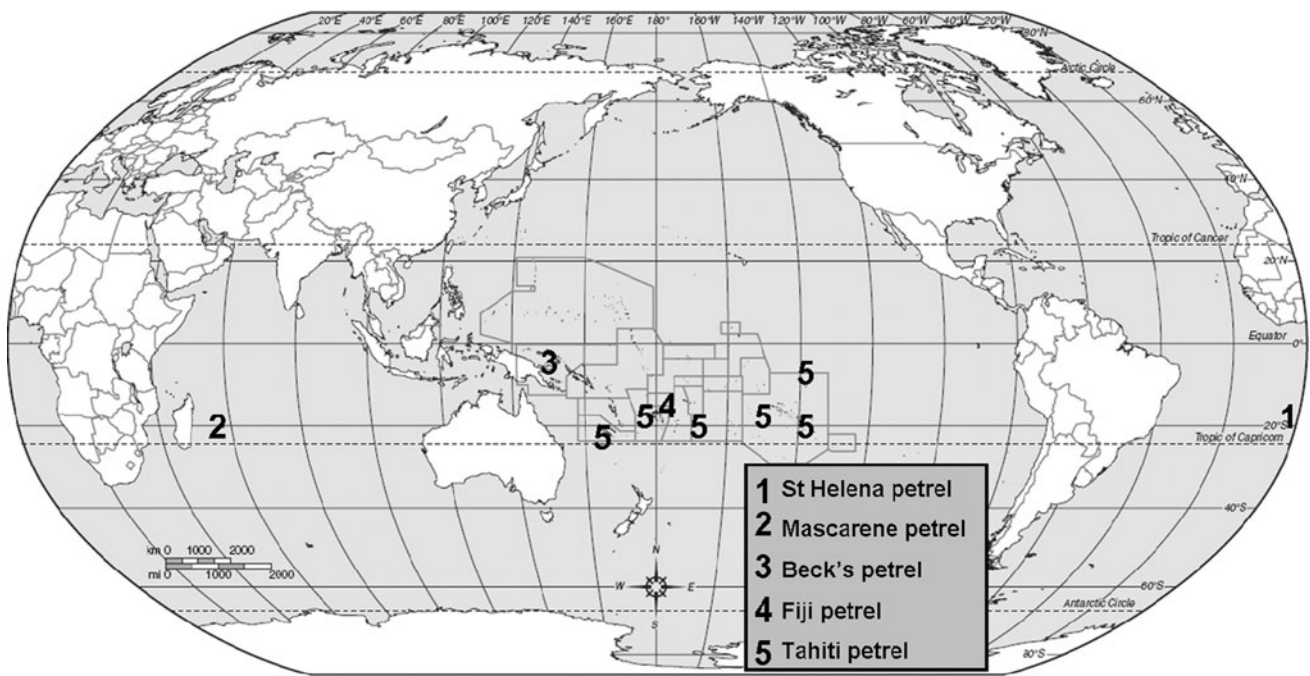 20°E 40°E 60°E 80°E 100°E 120°E 140°E 160°E 180° 160°W 140°W 120°W 100°W 80°W 60°W 40°W 20°W
80°N
Arctic Circle
60°N
40°N
Tropic of Cancer
20°N
Equator
0°
3
5
1
2
5
4
5
5
5
5
20°S
Tropic of Capricorn
1 St Helena petrel
40°S
2 Mascarene petrel
km 0 1000 2000
mi 0 1000 2000
N
3 Beck's petrel
W E
60°S
Antarctic Circle
4 Fiji petrel
S
5 Tahiti petrel
80°S